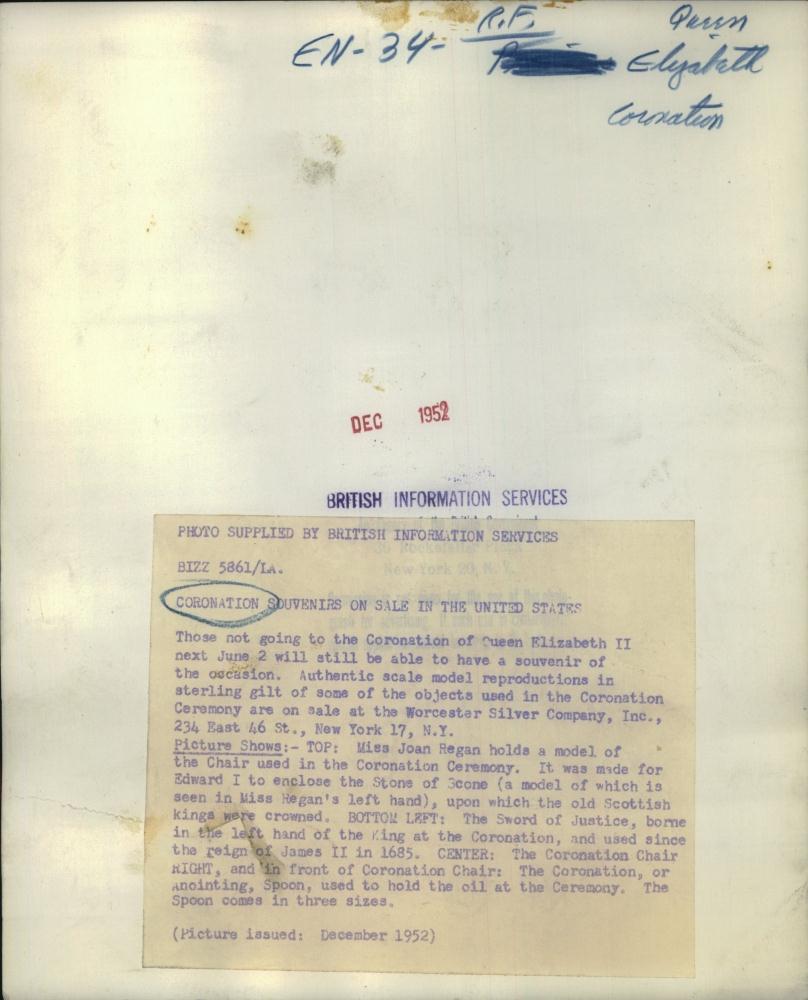 R.F.
Queen
EN-34-
Elizabeth
Coronation
DEC 1952
BRITISH INFORMATION SERVICES
PHOTO SUPPLIED BY BRITISH INFORMATION SERVICES
30 Rockefeller Plaza
BIZZ 5861/LA.
New York 20, N. Y.
CORONATION SOUVENIRS ON SALE IN THE UNITED STATES
Those not going to the Coronation of Queen Elizabeth II
next June 2 will still be able to have a souvenir of
the occasion. Authentic scale model reproductions in
sterling gilt of some of the objects used in the Coronation
Ceremony are on sale at the Worcester Silver Company, Inc.,
234 East 46 St., New York 17, N.Y.
Picture Shows:- TOP: Miss Joan Regan holds a model of
the Chair used in the Coronation Ceremony. It was made for
Edward I to enclose the Stone of Scone (a model of which is
seen in Miss Regan's left hand), upon which the old Scottish
kings were crowned. BOTTOM LEFT: The Sword of Justice, borne
in the left hand of the King at the Coronation, and used since
the reign of James II in 1685. CENTER: The Coronation Chair
RIGHT, and in front of Coronation Chair: The Coronation, or
Anointing, Spoon, used to hold the oil at the Ceremony. The
Spoon comes in three sizes.
(Picture issued: December 1952)